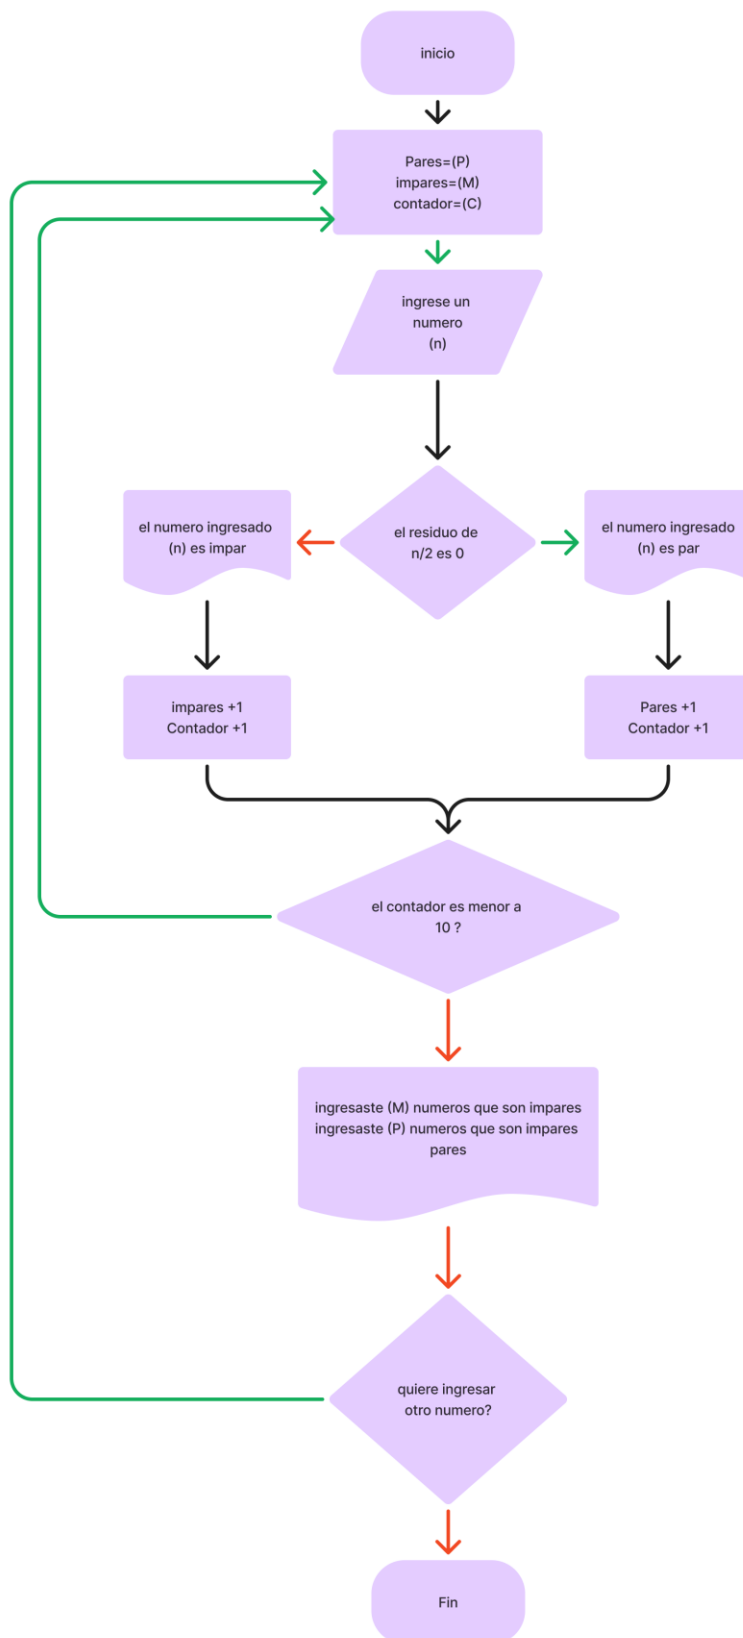 inicio
Pares=(P)
impares=(M)
contador=(C)
ingrese un
numero
(n)
el numero ingresado
(n) es impar
el residuo de
n/2 es 0
el numero ingresado
(n) es par
impares +1
Contador +1
Pares +1
Contador +1
el contador es menor a
10 ?
ingresaste (M) numeros que son impares
ingresaste (P) numeros que son impares
pares
quiere ingresar
otro numero?
Fin